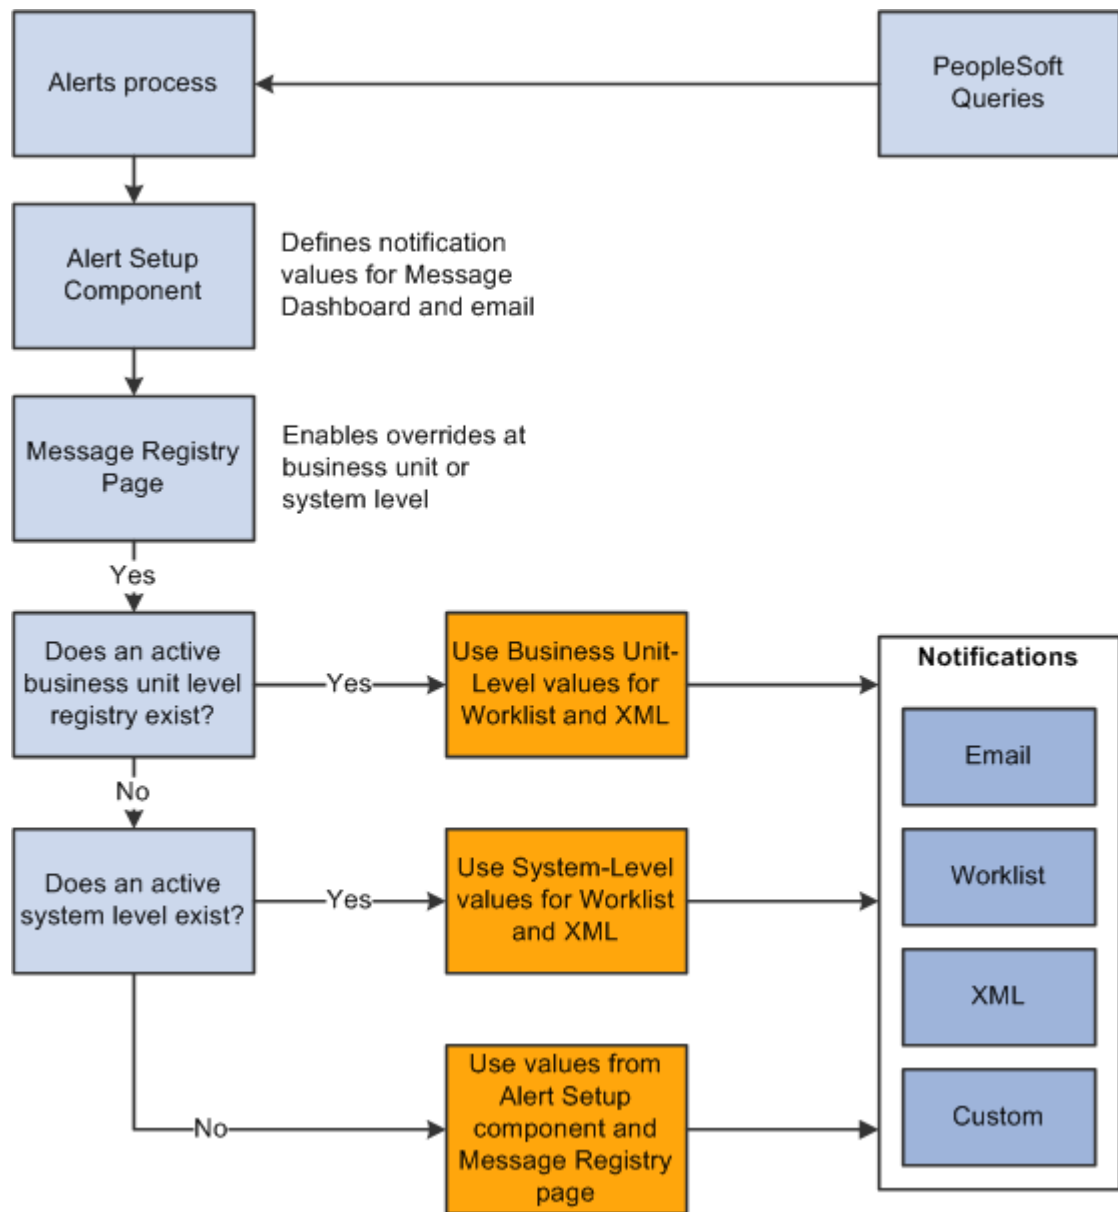 Alerts process
PeopleSoft
Queries
Alert Setup
Component
Defines notification
values for Message
Dashboard and email
Message Registry
Page
Enables overrides at
business unit or
system level
Yes
Does an active
business unit level
registry exist?
Yes
Use Business Unit-
Level values for
Worklist and XML
Notifications
Email
No
Does an active
system level exist?
Yes
Use System-Level
values for Worklist
and XML
Worklist
XML
No
Use values from
Alert Setup
component and
Message Registry
page
Custom